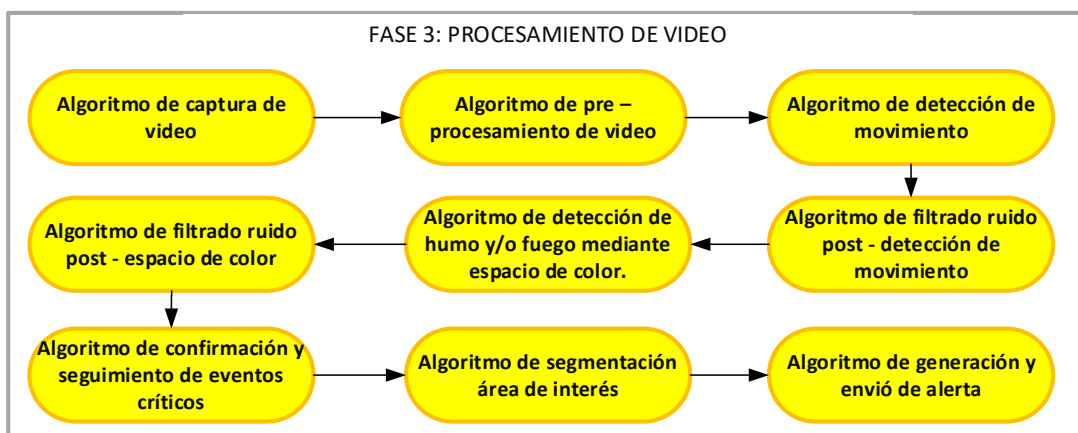 FASE 3: PROCESAMIENTO DE VIDEO
Algoritmo de captura de
video
Algoritmo de pre –
procesamiento de video
Algoritmo de detección de
movimiento
Algoritmo de filtrado ruido
post - detección de
movimiento
Algoritmo de detección de
humo y/o fuego mediante
espacio de color.
Algoritmo de filtrado ruido
post - espacio de color
Algoritmo de confirmación y
seguimiento de eventos
críticos
Algoritmo de segmentación
área de interés
Algoritmo de generación y
envió de alerta